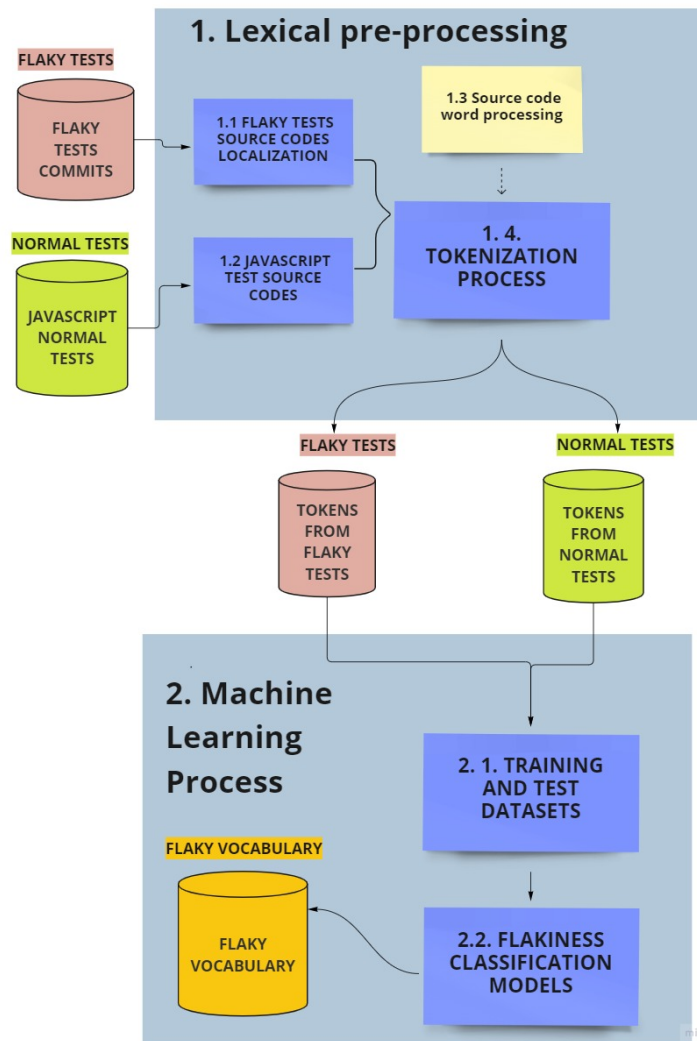 1. Lexical pre-processing
FLAKY TESTS
FLAKY
TESTS
COMMITS
1.1 FLAKY TESTS
SOURCE CODES
LOCALIZATION
1.3 Source code
word processing
NORMAL TESTS
JAVASCRIPT
NORMAL
TESTS
1.2 JAVASCRIPT
TEST SOURCE
CODES
1. 4.
TOKENIZATION
PROCESS
FLAKY TESTS
NORMAL TESTS
TOKENS
FROM
FLAKY
TESTS
TOKENS
FROM
NORMAL
TESTS
2. Machine
Learning
Process
2. 1. TRAINING
AND TEST
DATASETS
FLAKY VOCABULARY
FLAKY
VOCABULARY
2.2. FLAKINESS
CLASSIFICATION
MODELS